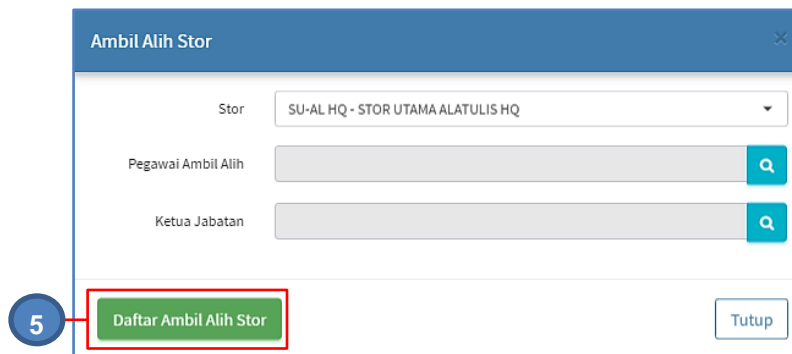 Ambil Alih Stor ×
Stor SU-AL HQ - STOR UTAMA ALATULIS HQ
Pegawai Ambil Alih
Ketua Jabatan
5 Daftar Ambil Alih Stor Tutup